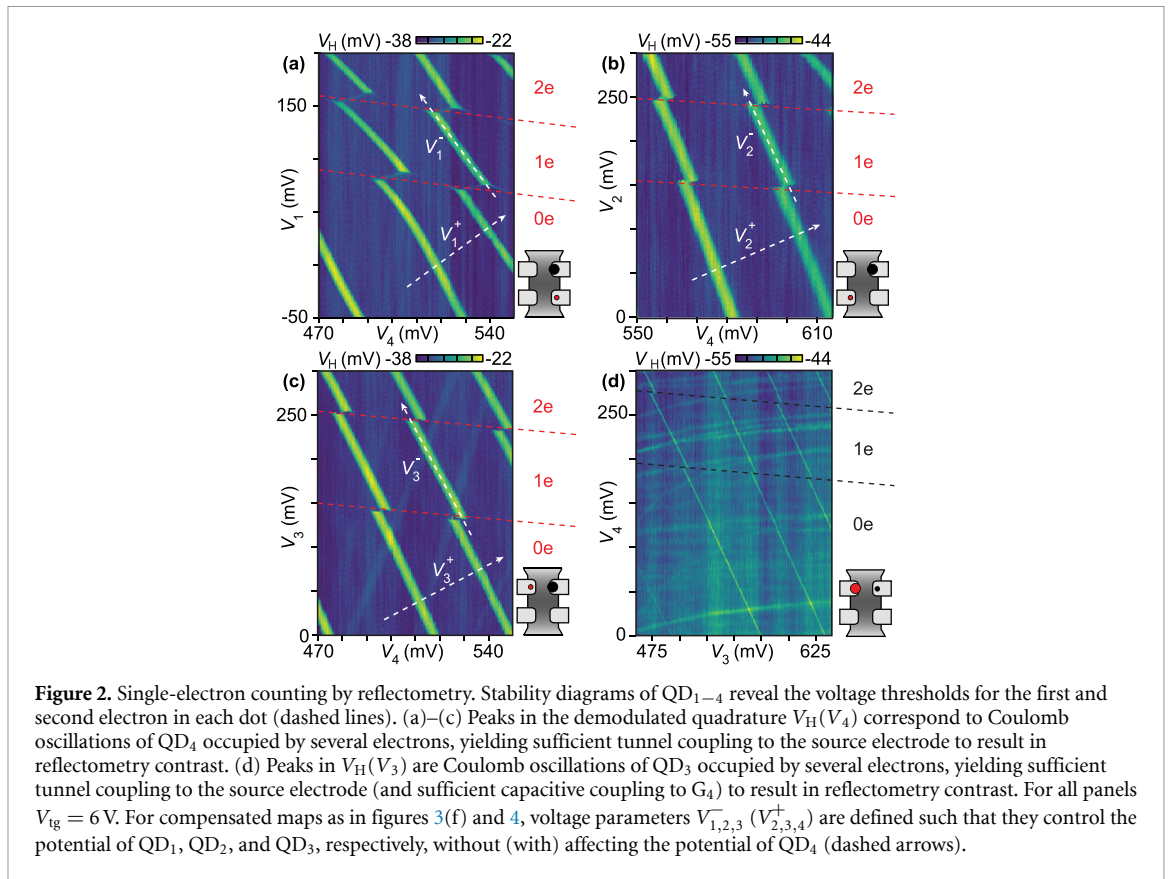 V_H (mV) -38 -22
V_H (mV) -55 -44
(a)
(b)
2e
2e
150
250
V_1^-
V_2^-
1e
1e
V_1 (mV)
V_2 (mV)
0e
0e
V_1^+
V_2^+
-50
0
470 V_4 (mV) 540
550 V_4 (mV) 610
V_H (mV) -38 -22
V_H (mV) -55 -44
(c)
(d)
2e
2e
250
250
V_3^-
1e
1e
V_3 (mV)
V_4 (mV)
0e
0e
V_3^+
0
0
470 V_4 (mV) 540
475 V_3 (mV) 625
Figure 2. Single-electron counting by reflectometry. Stability diagrams of QD_{1−4} reveal the voltage thresholds for the first and
second electron in each dot (dashed lines). (a)–(c) Peaks in the demodulated quadrature V_H(V_4) correspond to Coulomb
oscillations of QD_4 occupied by several electrons, yielding sufficient tunnel coupling to the source electrode to result in
reflectometry contrast. (d) Peaks in V_H(V_3) are Coulomb oscillations of QD_3 occupied by several electrons, yielding sufficient
tunnel coupling to the source electrode (and sufficient capacitive coupling to G_4) to result in reflectometry contrast. For all panels
V_tg = 6 V. For compensated maps as in figures 3(f) and 4, voltage parameters V^−_{1,2,3} (V^+_{2,3,4}) are defined such that they control the
potential of QD_1, QD_2, and QD_3, respectively, without (with) affecting the potential of QD_4 (dashed arrows).